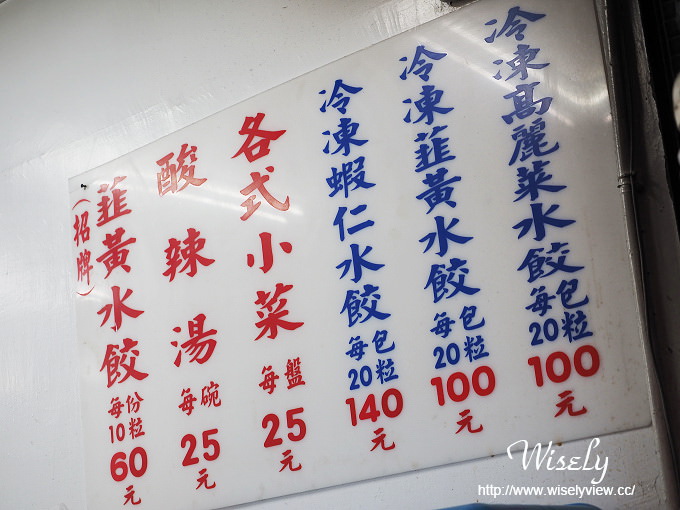 冷凍高麗菜水餃 每包20粒 100元
冷凍韮黃水餃 每包20粒 100元
冷凍蝦仁水餃 每包20粒 140元
各式小菜 每盤 25元
酸辣湯 每碗 25元
韮黃水餃 每份10粒 60元
(招牌)
Wisely
http://www.wiselyview.cc/